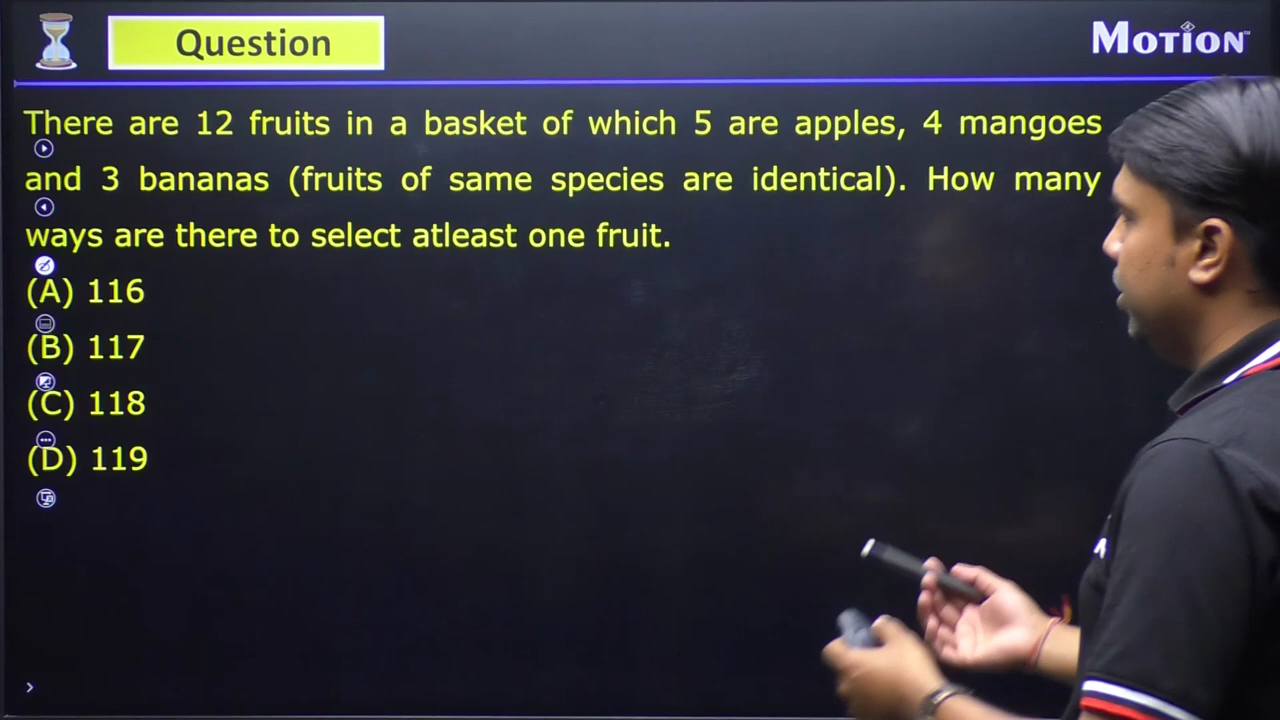 Question
MOTION™
There are 12 fruits in a basket of which 5 are apples, 4 mangoes
and 3 bananas (fruits of same species are identical). How many
ways are there to select atleast one fruit.
(A) 116
(B) 117
(C) 118
(D) 119